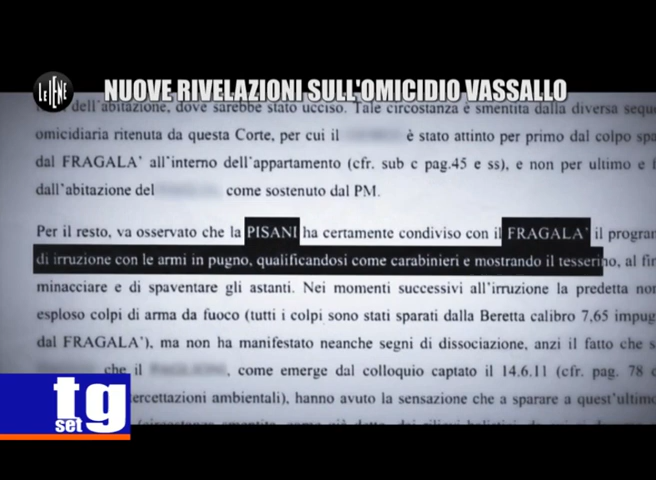 Le iENE
NUOVE RIVELAZIONI SULL'OMICIDIO VASSALLO
dell'abitazione, dove sarebbe stato ucciso. Tale circostanza è smentita dalla diversa seque
omicidiaria ritenuta da questa Corte, per cui il è stato attinto per primo dal colpo spa
dal FRAGALA' all'interno dell'appartamento (cfr. sub c pag.45 e ss), e non per ultimo e f
dall'abitazione del come sostenuto dal PM.
Per il resto, va osservato che la PISANI ha certamente condiviso con il FRAGALA' il program
di irruzione con le armi in pugno, qualificandosi come carabinieri e mostrando il tesserino, al fin
minacciare e di spaventare gli astanti. Nei momenti successivi all'irruzione la predetta non
esploso colpi di arma da fuoco (tutti i colpi sono stati sparati dalla Beretta calibro 7,65 impug
dal FRAGALA'), ma non ha manifestato neanche segni di dissociazione, anzi il fatto che s
che il , come emerge dal colloquio captato il 14.6.11 (cfr. pag. 78 d
ntercettazioni ambientali), hanno avuto la sensazione che a sparare a quest'ultimo
tg
set